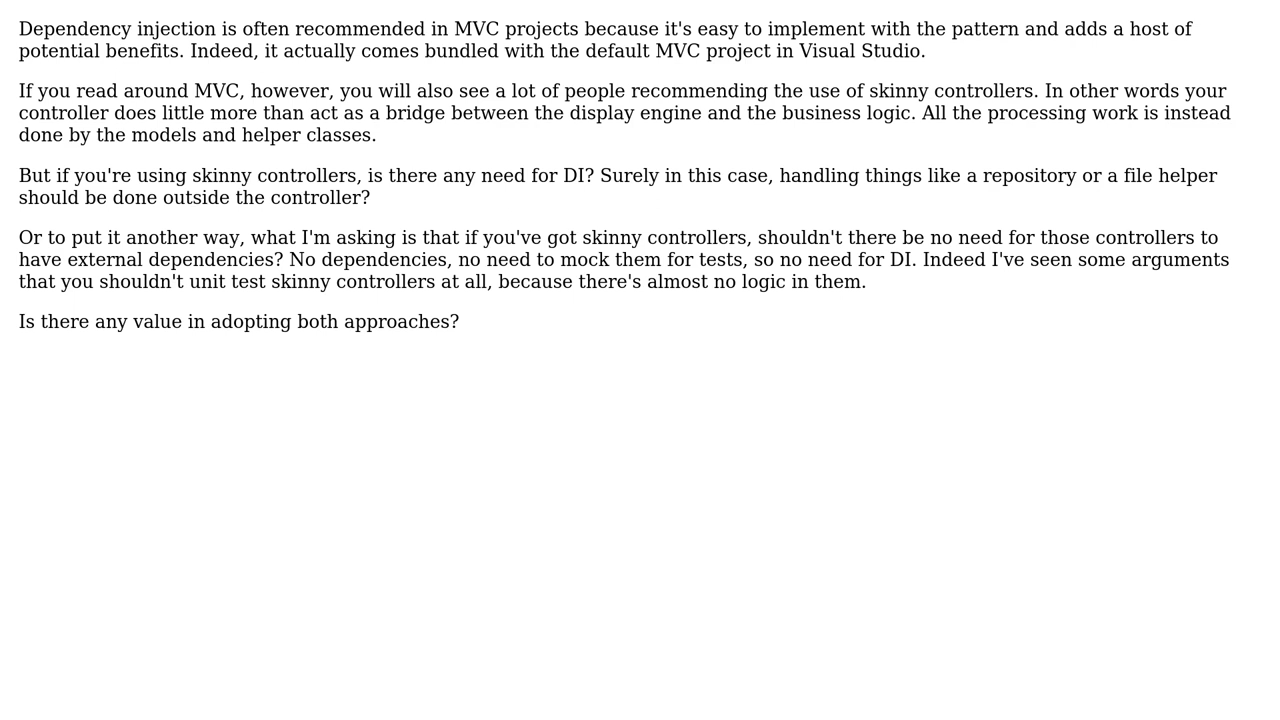 Dependency injection is often recommended in MVC projects because it's easy to implement with the pattern and adds a host of
potential benefits. Indeed, it actually comes bundled with the default MVC project in Visual Studio.
If you read around MVC, however, you will also see a lot of people recommending the use of skinny controllers. In other words your
controller does little more than act as a bridge between the display engine and the business logic. All the processing work is instead
done by the models and helper classes.
But if you're using skinny controllers, is there any need for DI? Surely in this case, handling things like a repository or a file helper
should be done outside the controller?
Or to put it another way, what I'm asking is that if you've got skinny controllers, shouldn't there be no need for those controllers to
have external dependencies? No dependencies, no need to mock them for tests, so no need for DI. Indeed I've seen some arguments
that you shouldn't unit test skinny controllers at all, because there's almost no logic in them.
Is there any value in adopting both approaches?